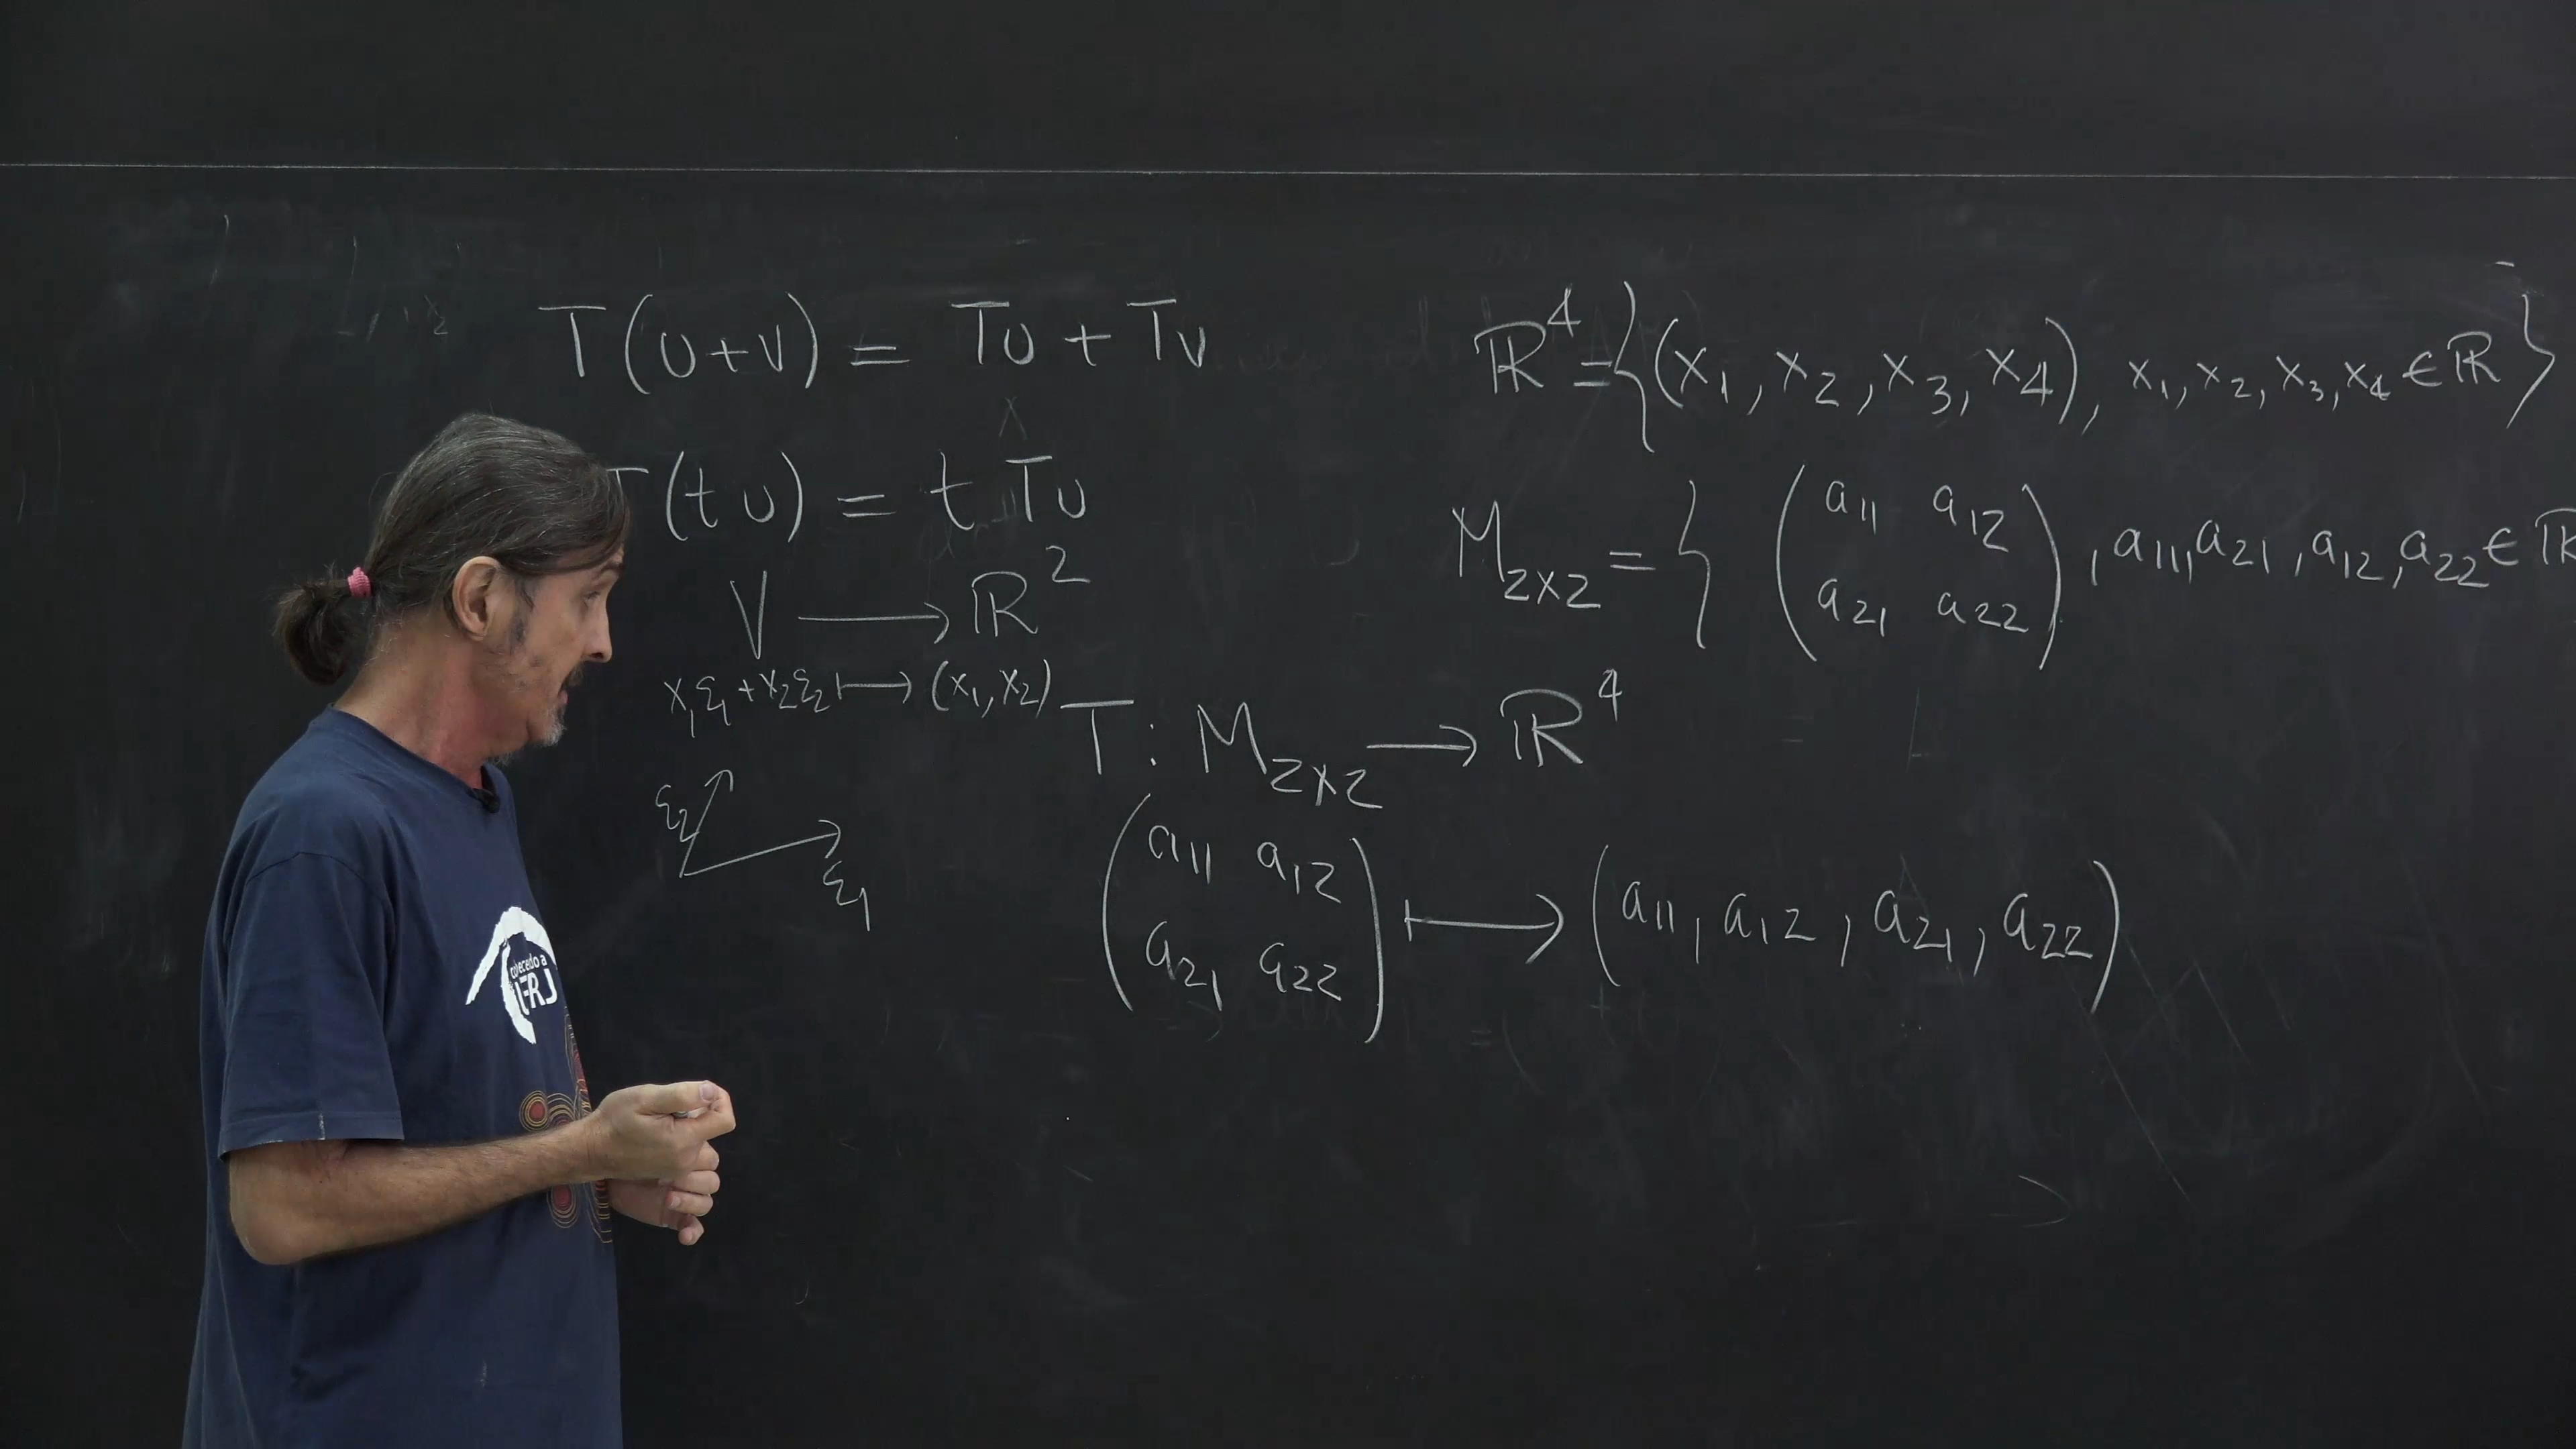 T(u+v) = Tu + Tv
(tu) = t Tu
V ⟶ ℝ²
x₁ε₁ + x₂ε₂ ⟼ (x₁, x₂)
ε₂
ε₁
ℝ⁴ = {(x₁, x₂, x₃, x₄), x₁, x₂, x₃, x₄ ∈ ℝ}
M₂ₓ₂ = { (a₁₁ a₁₂
a₂₁ a₂₂), a₁₁, a₂₁, a₁₂, a₂₂ ∈ ℝ
T : M₂ₓ₂ ⟶ ℝ⁴
(a₁₁ a₁₂
a₂₁ a₂₂) ⟼ (a₁₁, a₁₂, a₂₁, a₂₂)